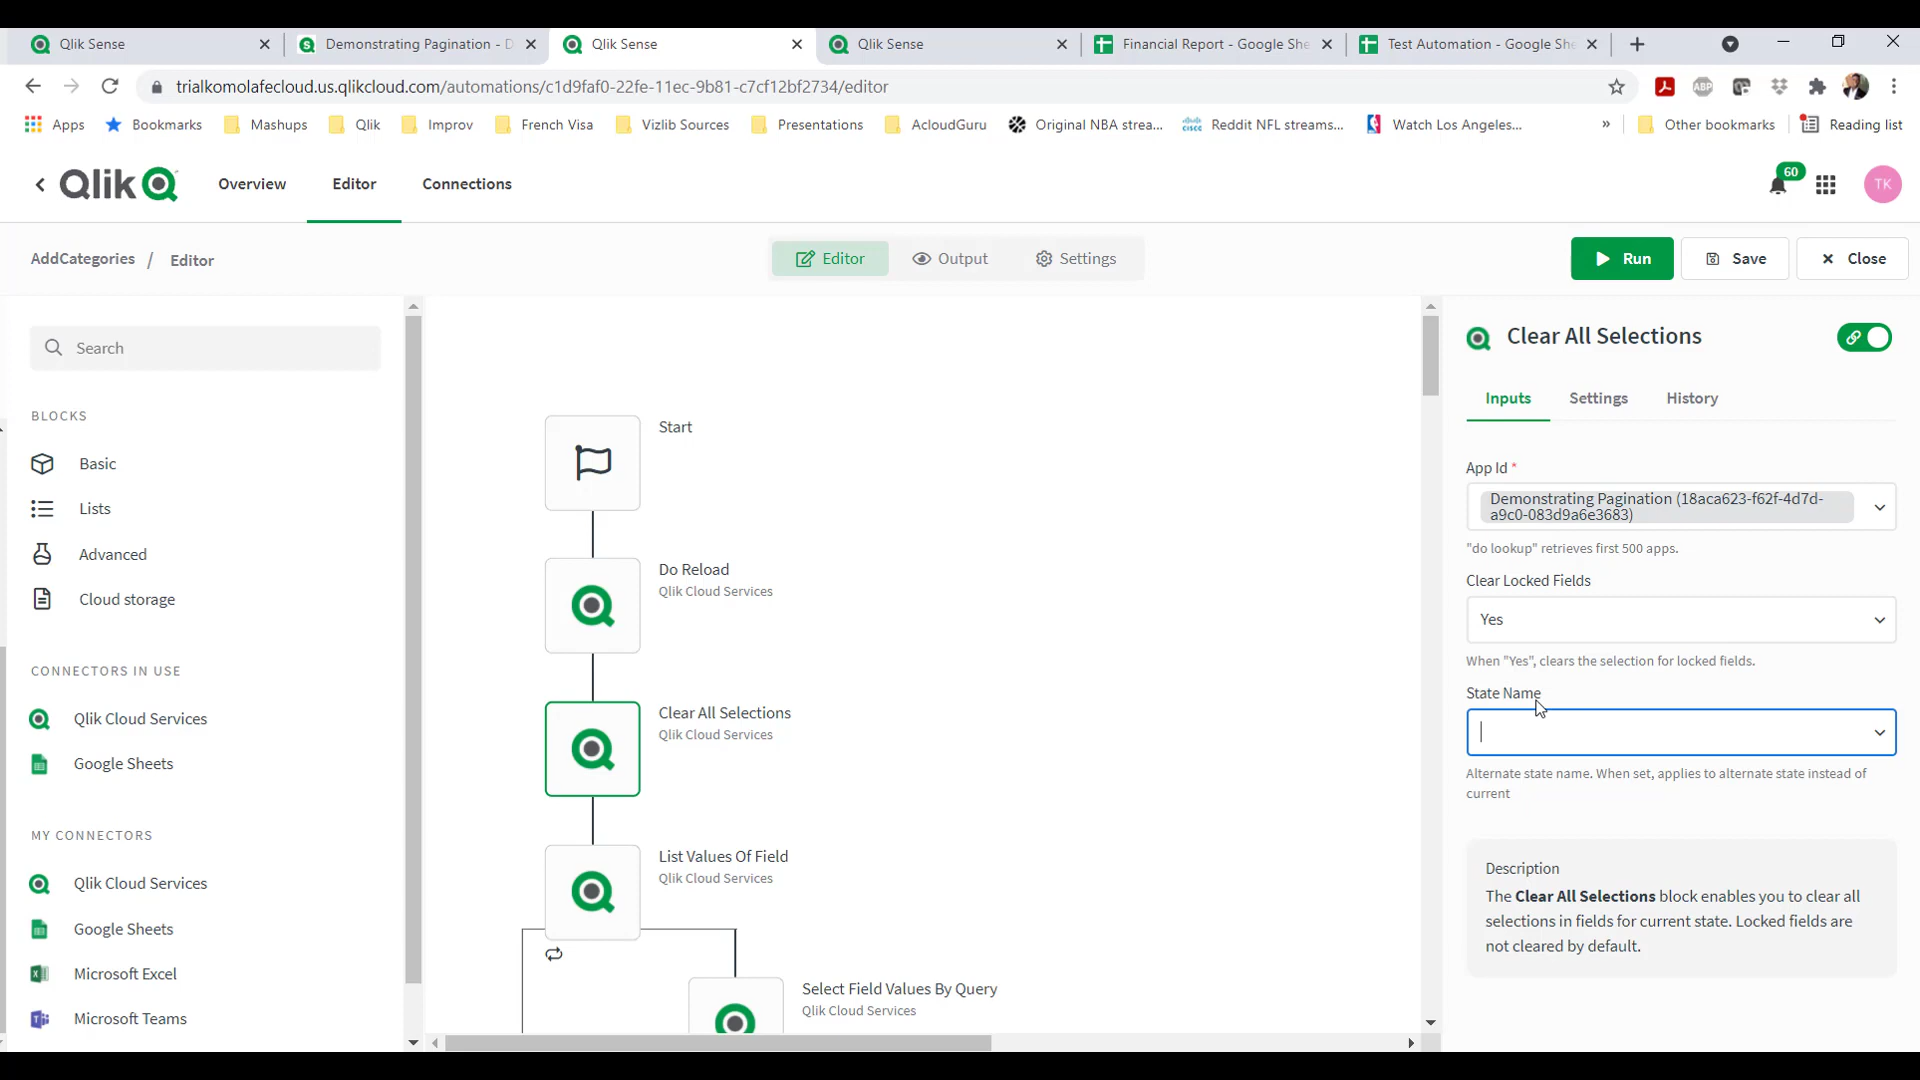 Qlik Sense
Demonstrating Pagination - D
Qlik Sense
Qlik Sense
Financial Report - Google She
Test Automation - Google She
trialkomolafecloud.us.qlikcloud.com/automations/c1d9faf0-22fe-11ec-9b81-c7cf12bf2734/editor
ABP
Apps
Bookmarks
Mashups
Qlik
Improv
French Visa
Vizlib Sources
Presentations
AcloudGuru
Original NBA strea...
Reddit NFL streams...
Watch Los Angeles...
»
Other bookmarks
Reading list
Qlik
Overview
Editor
Connections
60
TK
AddCategories / Editor
Editor
Output
Settings
Run
Save
Close
Search
BLOCKS
Basic
Lists
Advanced
Cloud storage
CONNECTORS IN USE
Qlik Cloud Services
Google Sheets
MY CONNECTORS
Qlik Cloud Services
Google Sheets
Microsoft Excel
Microsoft Teams
Start
Do Reload
Qlik Cloud Services
Clear All Selections
Qlik Cloud Services
List Values Of Field
Qlik Cloud Services
Select Field Values By Query
Qlik Cloud Services
Clear All Selections
Inputs
Settings
History
App Id *
Demonstrating Pagination (18aca623-f62f-4d7d-
a9c0-083d9a6e3683)
"do lookup" retrieves first 500 apps.
Clear Locked Fields
Yes
When "Yes", clears the selection for locked fields.
State Name
Alternate state name. When set, applies to alternate state instead of
current
Description
The Clear All Selections block enables you to clear all
selections in fields for current state. Locked fields are
not cleared by default.